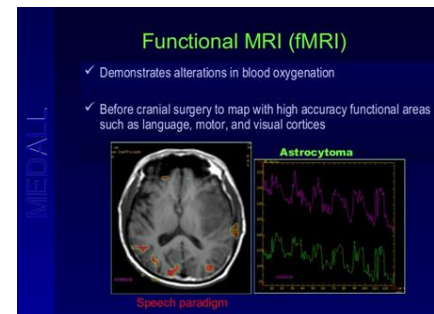 Functional MRI (fMRI)
✓ Demonstrates alterations in blood oxygenation
✓ Before cranial surgery to map with high accuracy functional areas
such as language, motor, and visual cortices
MEDALL
Astrocytoma
Speech paradigm